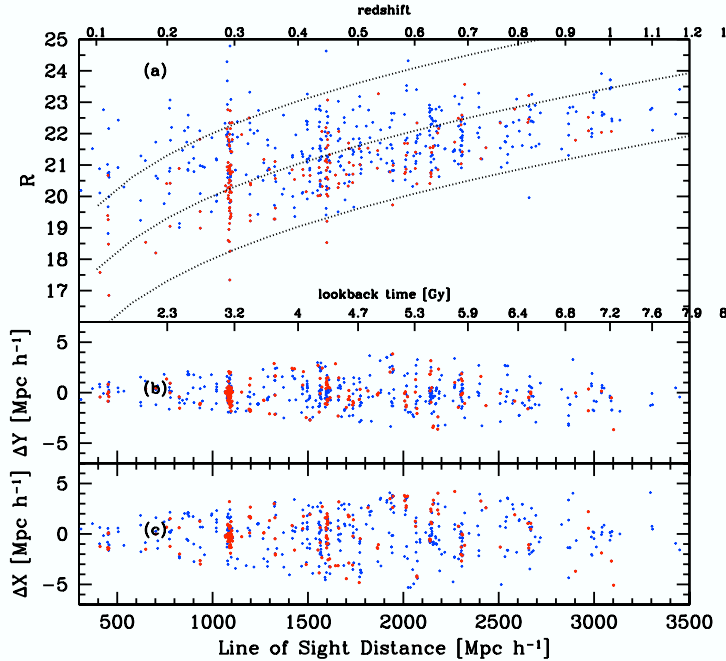 redshift
0.1 0.2 0.3 0.4 0.5 0.6 0.7 0.8 0.9 1 1.1 1.2 1
25
24
23
22
21
20
19
18
17
R
(a)
lookback time [Gy]
2.3 3.2 4 4.7 5.3 5.9 6.4 6.8 7.2 7.6 7.9 8
5
0
−5
ΔY [Mpc h⁻¹]
(b)
5
0
−5
ΔX [Mpc h⁻¹]
(c)
500 1000 1500 2000 2500 3000 3500
Line of Sight Distance [Mpc h⁻¹]